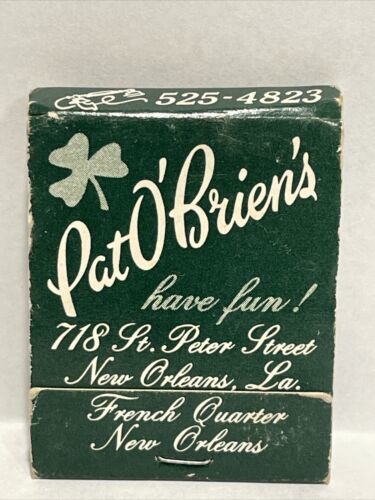 525-4823
Pat O'Brien's
have fun!
718 St. Peter Street
New Orleans, La.
French Quarter
New Orleans